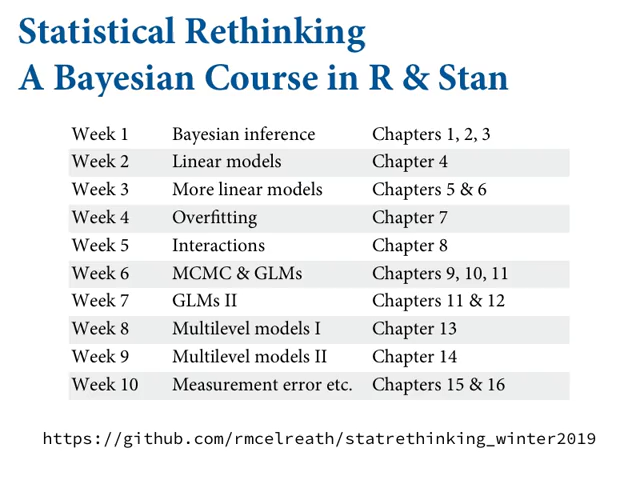 Statistical Rethinking
A Bayesian Course in R & Stan
Week 1 Bayesian inference Chapters 1, 2, 3
Week 2 Linear models Chapter 4
Week 3 More linear models Chapters 5 & 6
Week 4 Overfitting Chapter 7
Week 5 Interactions Chapter 8
Week 6 MCMC & GLMs Chapters 9, 10, 11
Week 7 GLMs II Chapters 11 & 12
Week 8 Multilevel models I Chapter 13
Week 9 Multilevel models II Chapter 14
Week 10 Measurement error etc. Chapters 15 & 16
https://github.com/rmcelreath/statrethinking_winter2019